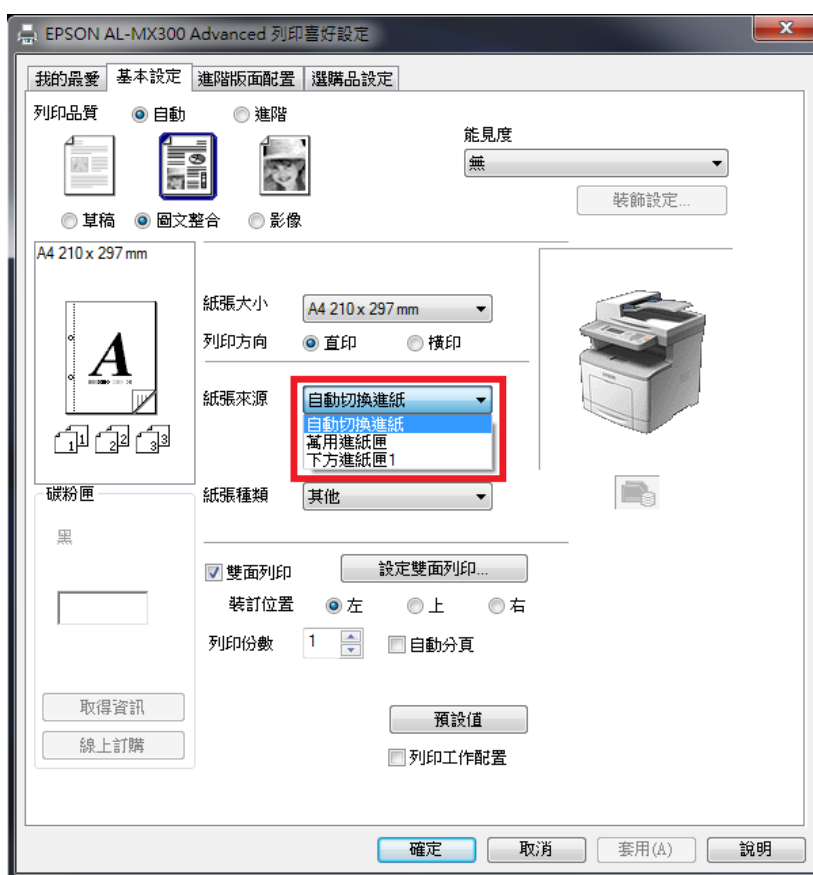 EPSON AL-MX300 Advanced 列印喜好設定
我的最愛 基本設定 進階版面配置 選購品設定
列印品質 自動 進階
能見度
無
裝飾設定...
草稿 圖文整合 影像
A4 210 x 297 mm
紙張大小 A4 210 x 297 mm
列印方向 直印 橫印
A
紙張來源 自動切換進紙
自動切換進紙
萬用進紙匣
下方進紙匣1
1 1 2 2 3 3
碳粉匣
紙張種類 其他
黑
雙面列印 設定雙面列印...
裝訂位置 左 上 右
列印份數 1 自動分頁
取得資訊
預設值
線上訂購
列印工作配置
確定 取消 套用(A) 說明